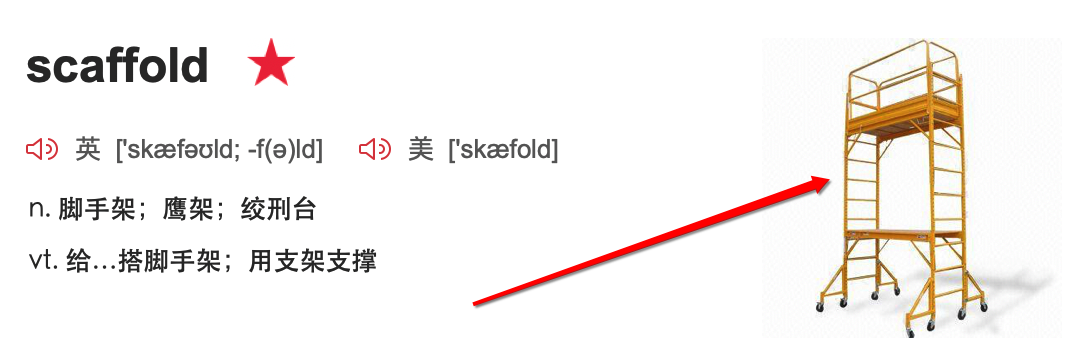 scaffold
英 ['skæfəʊld; -f(ə)ld] 美 ['skæfold]
n. 脚手架；鹰架；绞刑台
vt. 给…搭脚手架；用支架支撑